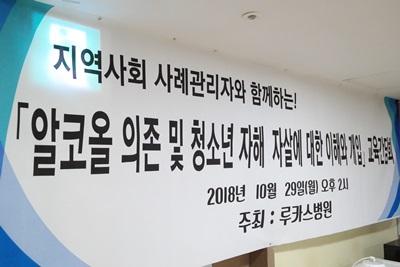 지역사회 사례관리자와 함께하는!
「알코올 의존 및 청소년 자해 자살에 대한 이해와 개입」 교육간담회
2018년 10월 29일(월) 오후 2시
주최 : 루카스병원